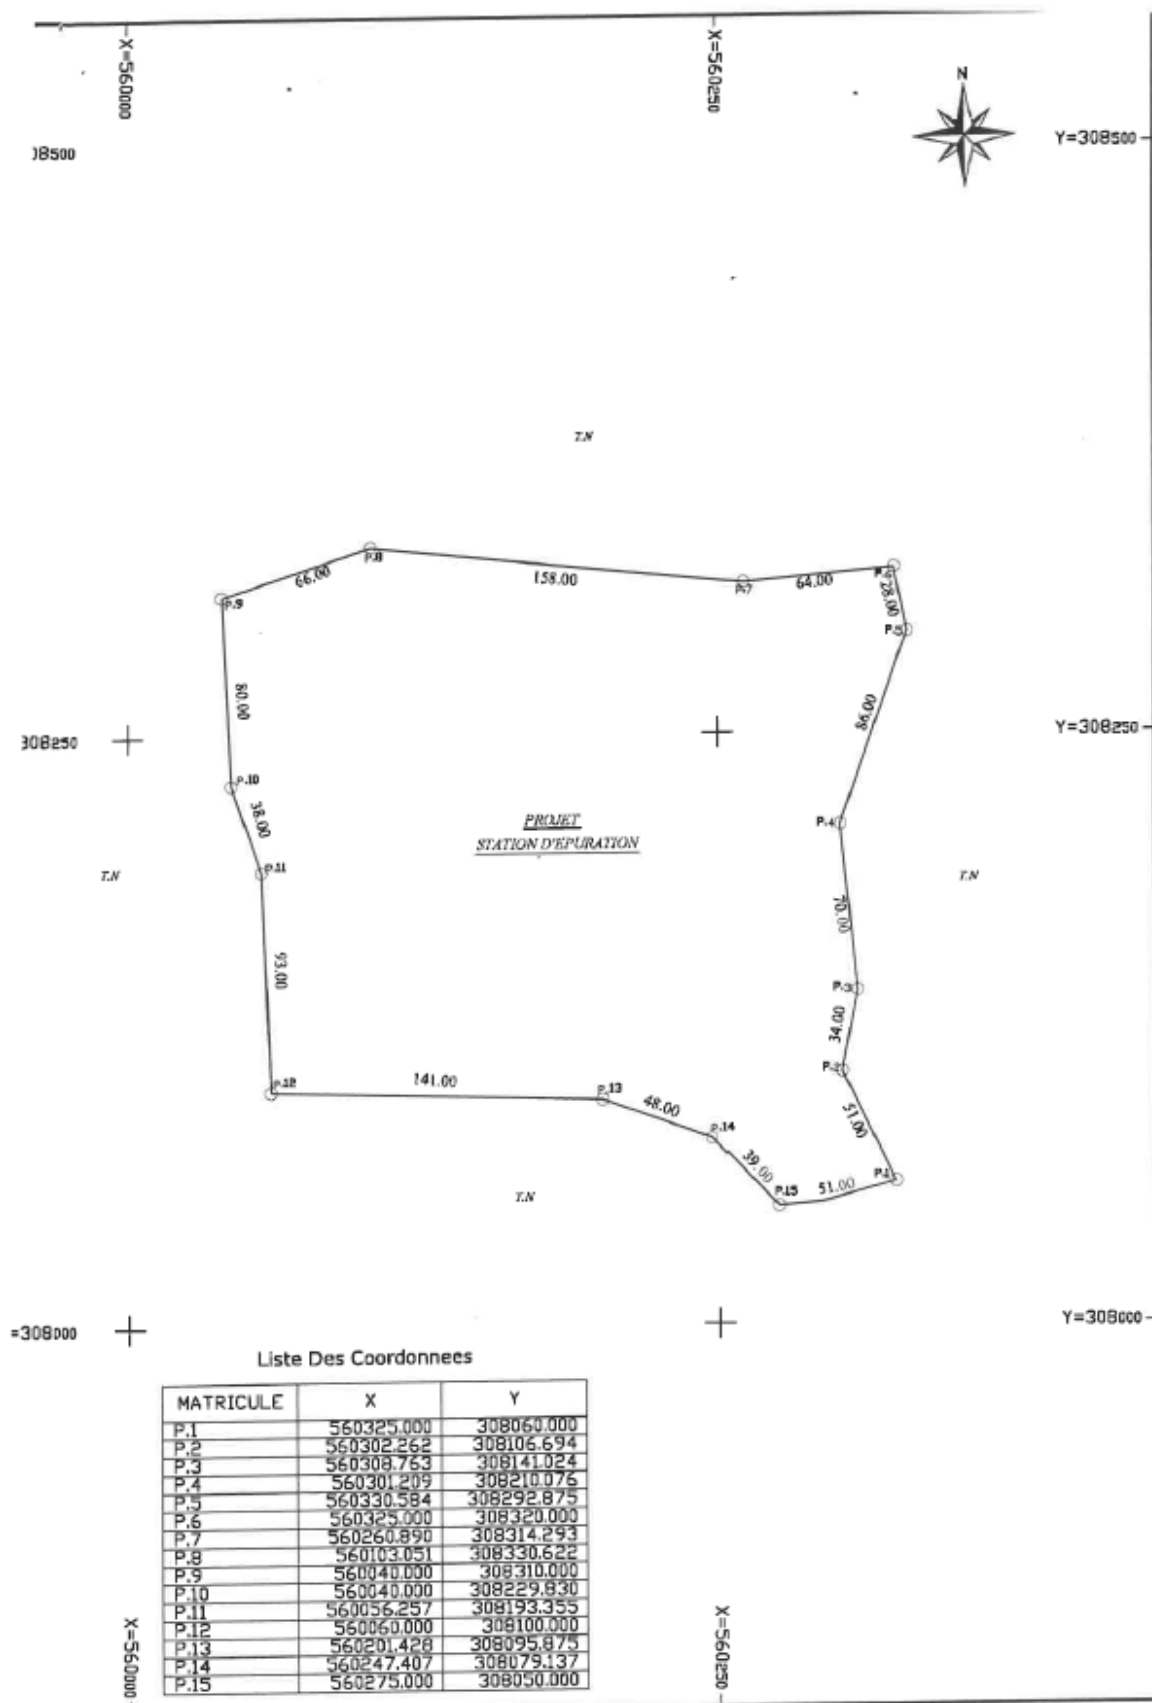 X=560000
X=560250
N
08500
Y=308500
T.N
P.8
66.00
158.00
P.7
64.00
P.6
28.00
P.9
P.5
80.00
86.00
308250
Y=308250
P.10
38.00
PROJET
STATION D'EPURATION
P.4
T.N
P.11
T.N
70.00
93.00
P.3
34.00
P.2
P.12
141.00
P.13
48.00
51.00
P.14
39.00
P.15
51.00
P.1
T.N
=308000
Y=308000
Liste Des Coordonnees
MATRICULE X Y
P.1 560325.000 308060.000
P.2 560302.262 308106.694
P.3 560308.763 308141.024
P.4 560301.209 308210.076
P.5 560330.584 308292.875
P.6 560325.000 308320.000
P.7 560260.890 308314.293
P.8 560103.051 308330.622
P.9 560040.000 308310.000
P.10 560040.000 308229.830
P.11 560056.257 308193.355
P.12 560060.000 308100.000
P.13 560201.428 308095.875
P.14 560247.407 308079.137
P.15 560275.000 308050.000
X=560000
X=560250